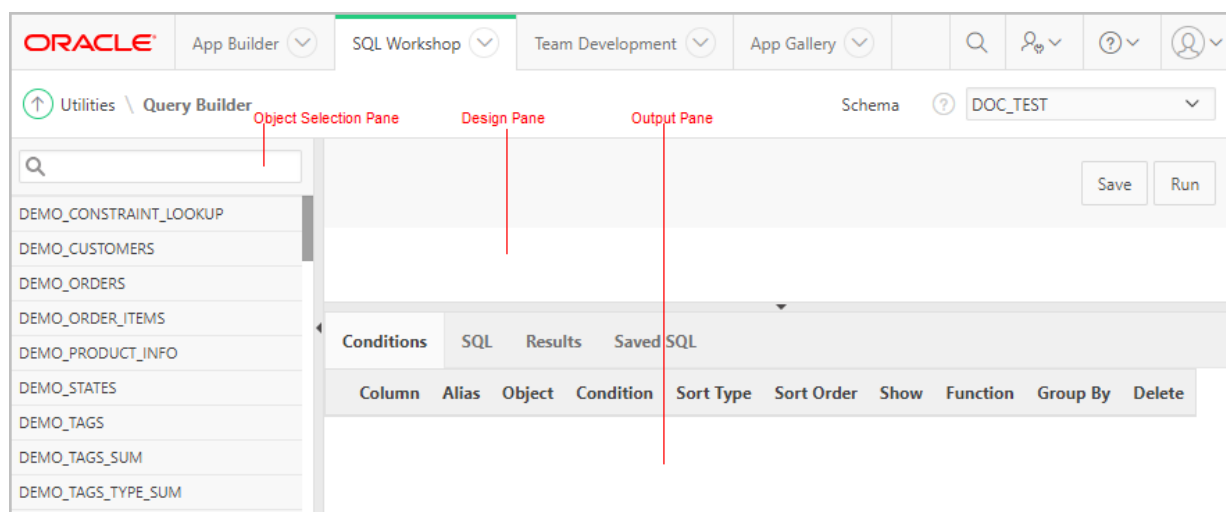 ORACLE® App Builder SQL Workshop Team Development App Gallery
Utilities \ Query Builder Schema ? DOC_TEST
Object Selection Pane Design Pane Output Pane
Save Run
DEMO_CONSTRAINT_LOOKUP
DEMO_CUSTOMERS
DEMO_ORDERS
DEMO_ORDER_ITEMS
DEMO_PRODUCT_INFO
DEMO_STATES
DEMO_TAGS
DEMO_TAGS_SUM
DEMO_TAGS_TYPE_SUM
Conditions SQL Results Saved SQL
Column Alias Object Condition Sort Type Sort Order Show Function Group By Delete